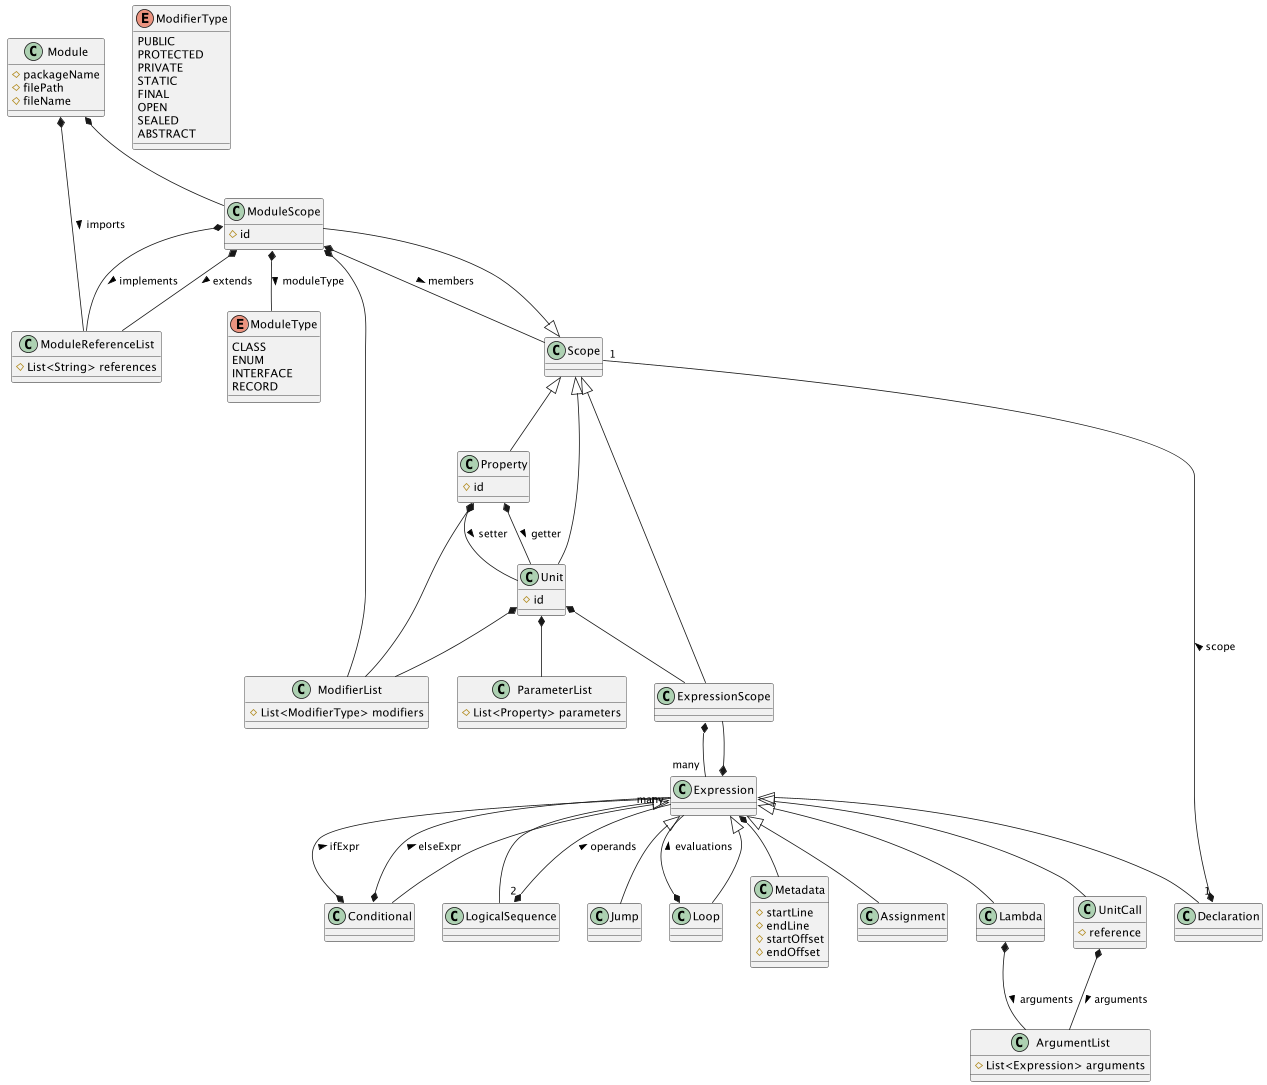 E ModifierType
PUBLIC
PROTECTED
PRIVATE
STATIC
FINAL
OPEN
SEALED
ABSTRACT
C Module
packageName
filePath
fileName
imports
C ModuleScope
id
implements
extends
moduleType
members
C ModuleReferenceList
List<String> references
E ModuleType
CLASS
ENUM
INTERFACE
RECORD
C Scope
1
C Property
id
setter
getter
C Unit
id
scope
C ModifierList
List<ModifierType> modifiers
C ParameterList
List<Property> parameters
C ExpressionScope
many
C Expression
many
ifExpr
elseExpr
operands
evaluations
2
1
C Conditional
C LogicalSequence
C Jump
C Loop
C Metadata
startLine
endLine
startOffset
endOffset
C Assignment
C Lambda
C UnitCall
reference
C Declaration
arguments
arguments
C ArgumentList
List<Expression> arguments